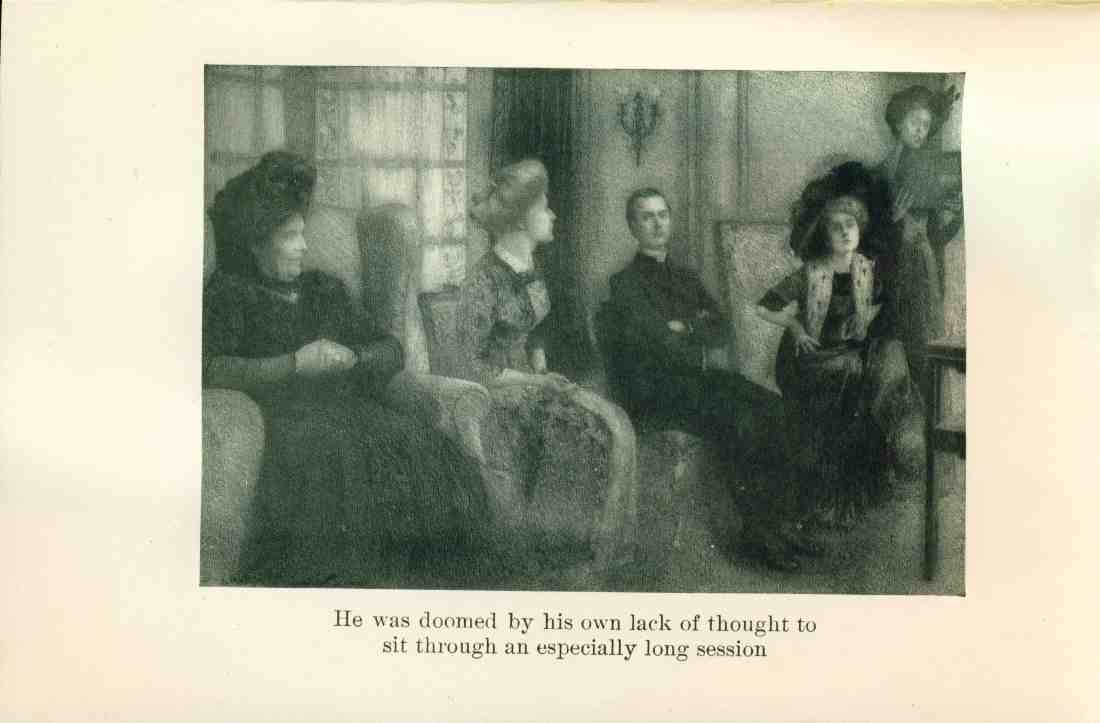 He was doomed by his own lack of thought to
sit through an especially long session